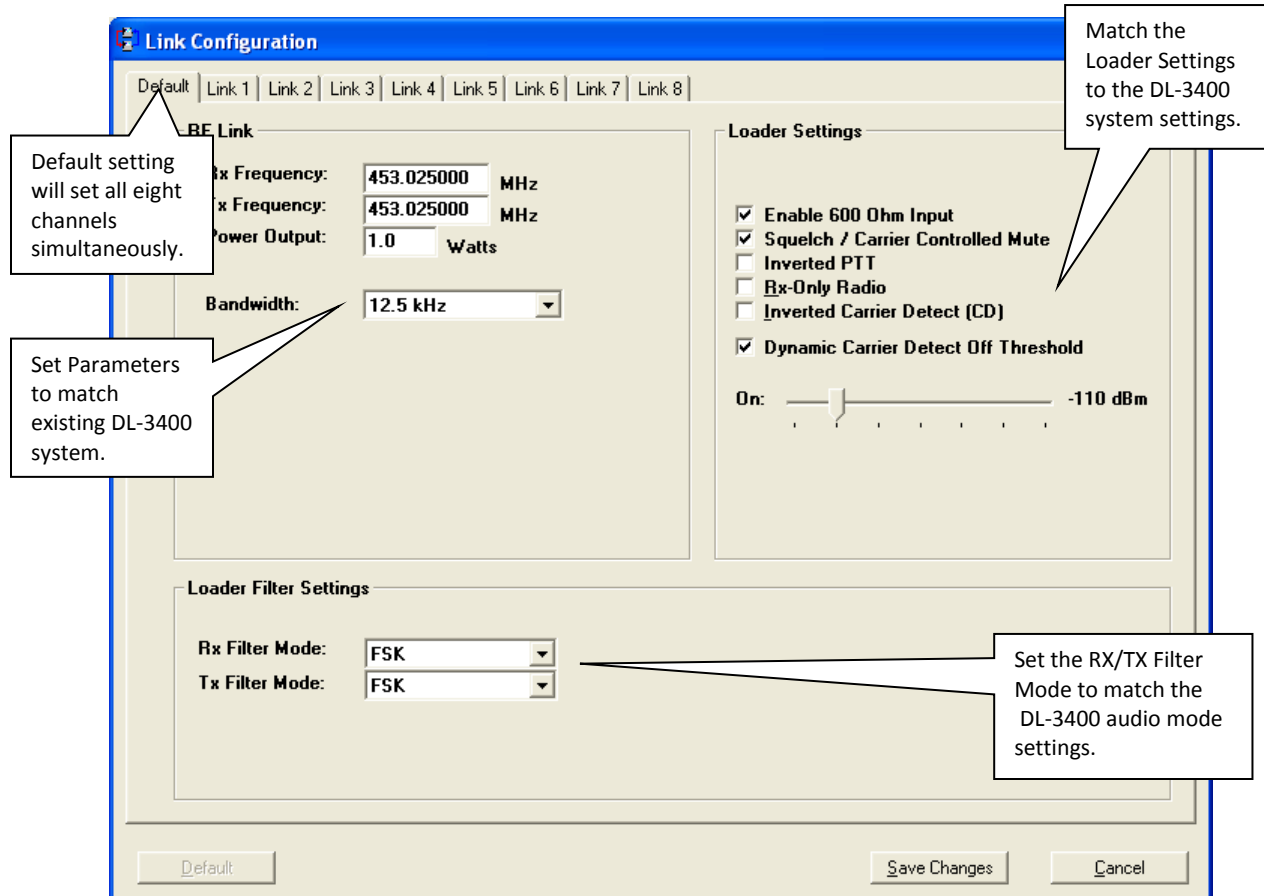 Link Configuration
Match the
Loader Settings
to the DL-3400
system settings.
Default Link 1 Link 2 Link 3 Link 4 Link 5 Link 6 Link 7 Link 8
Default setting
will set all eight
channels
simultaneously.
RF Link
Rx Frequency: 453.025000 MHz
Tx Frequency: 453.025000 MHz
Power Output: 1.0 Watts
Bandwidth: 12.5 kHz
Set Parameters
to match
existing DL-3400
system.
Loader Settings
Enable 600 Ohm Input
Squelch / Carrier Controlled Mute
Inverted PTT
Rx-Only Radio
Inverted Carrier Detect (CD)
Dynamic Carrier Detect Off Threshold
On: -110 dBm
Loader Filter Settings
Rx Filter Mode: FSK
Tx Filter Mode: FSK
Set the RX/TX Filter
Mode to match the
DL-3400 audio mode
settings.
Default Save Changes Cancel